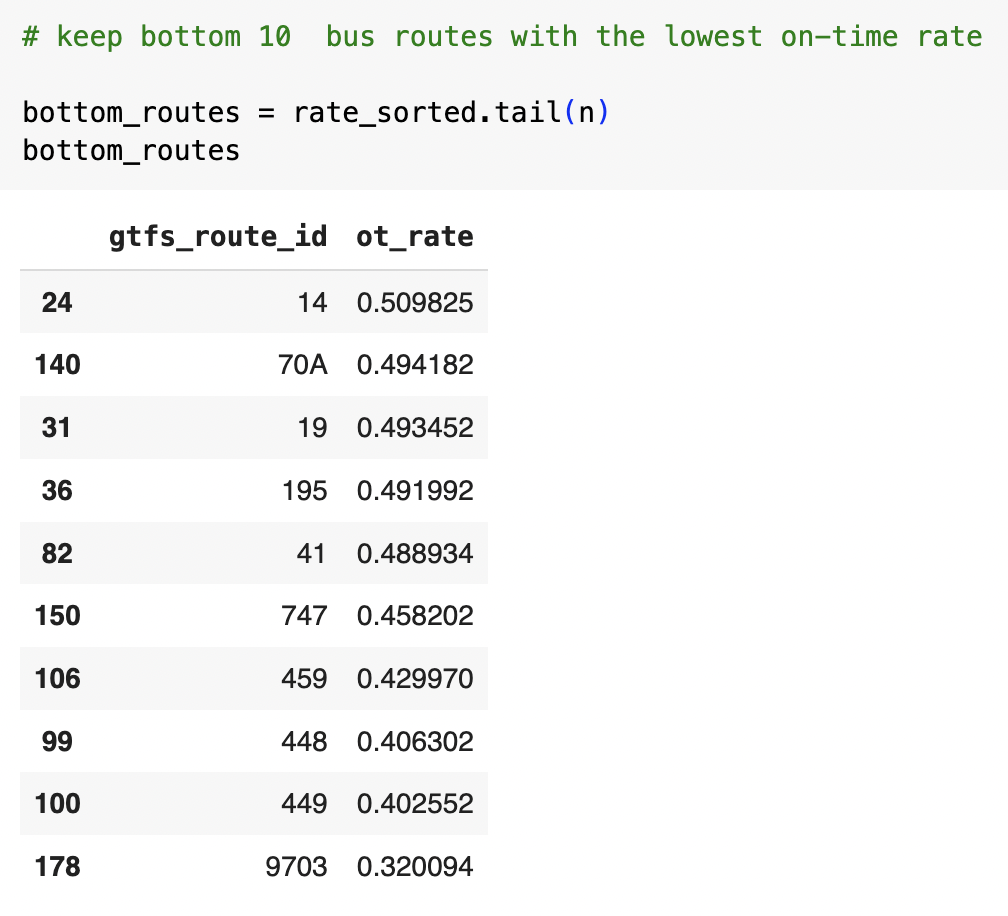 # keep bottom 10  bus routes with the lowest on-time rate
bottom_routes = rate_sorted.tail(n)
bottom_routes
gtfs_route_id ot_rate
24 14 0.509825
140 70A 0.494182
31 19 0.493452
36 195 0.491992
82 41 0.488934
150 747 0.458202
106 459 0.429970
99 448 0.406302
100 449 0.402552
178 9703 0.320094